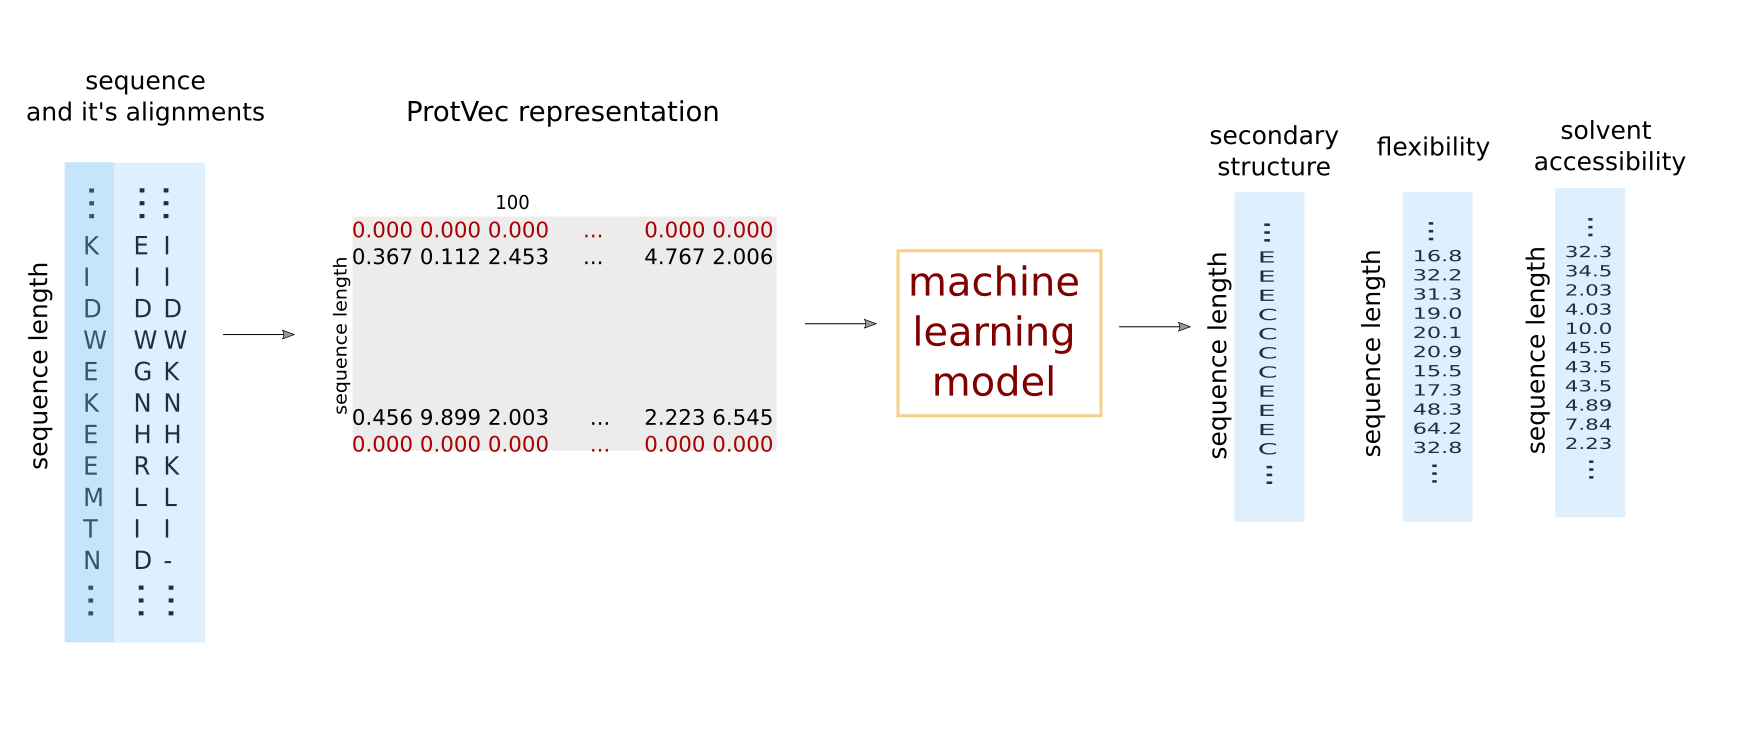 sequence
and it's alignments
sequence length
⋮ ⋮ ⋮
K E I
I I I
D D D
W W W
E G K
K N N
E H H
E R K
M L L
T I I
N D -
⋮ ⋮ ⋮
ProtVec representation
100
sequence length
0.000 0.000 0.000 ... 0.000 0.000
0.367 0.112 2.453 ... 4.767 2.006
0.456 9.899 2.003 ... 2.223 6.545
0.000 0.000 0.000 ... 0.000 0.000
machine
learning
model
secondary
structure
sequence length
...
E
E
E
C
C
C
C
E
E
E
C
...
flexibility
sequence length
...
16.8
32.2
31.3
19.0
20.1
20.9
15.5
17.3
48.3
64.2
32.8
...
solvent
accessibility
sequence length
...
32.3
34.5
2.03
4.03
10.0
45.5
43.5
43.5
4.89
7.84
2.23
...